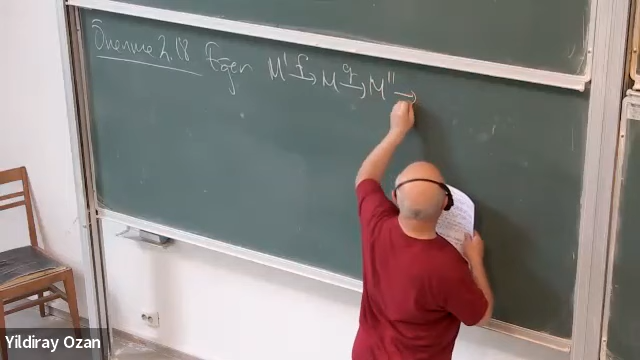 Önerme 2.18 Eğer M' f→ M g→ M'' →
Yildiray Ozan